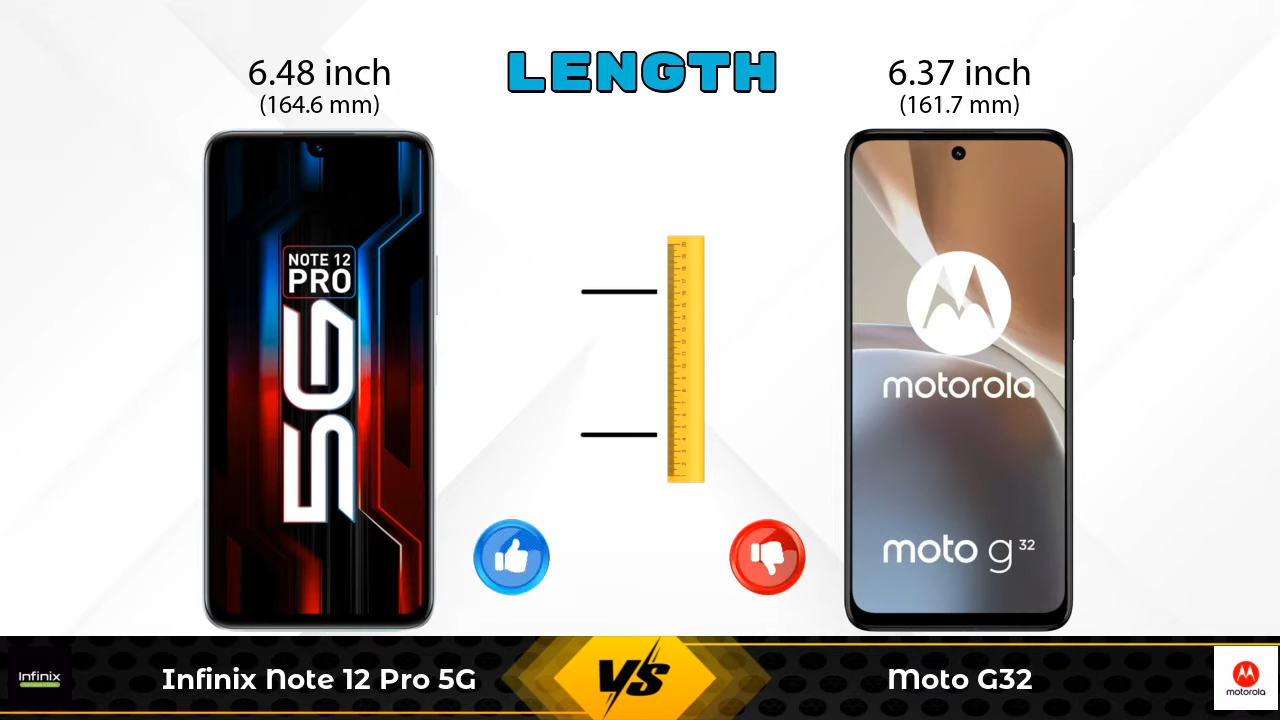 LENGTH
6.48 inch
(164.6 mm)
6.37 inch
(161.7 mm)
NOTE 12
PRO
5G
motorola
moto g 32
Infinix
Infinix Note 12 Pro 5G
VS
Moto G32
motorola